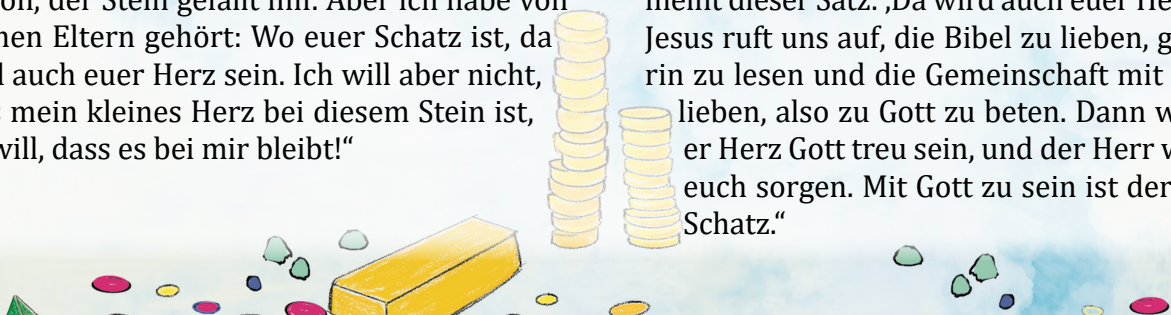 der Stein gefällt mir. Aber ich habe von
Eltern gehört: Wo euer Schatz ist, da
auch euer Herz sein. Ich will aber nicht,
mein kleines Herz bei diesem Stein ist,
will, dass es bei mir bleibt!“
meint dieser Satz: ‚Da wird auch euer
Jesus ruft uns auf, die Bibel zu lieben,
rin zu lesen und die Gemeinschaft mit
lieben, also zu Gott zu beten. Dann
er Herz Gott treu sein, und der Herr
euch sorgen. Mit Gott zu sein ist der
Schatz.“